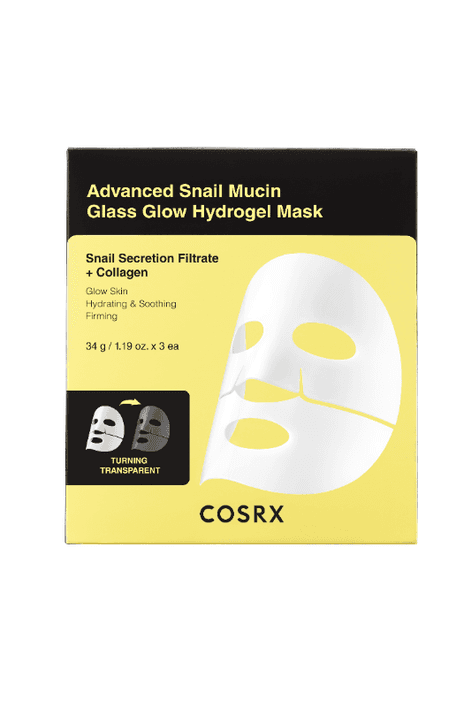 Advanced Snail Mucin
Glass Glow Hydrogel Mask
Snail Secretion Filtrate
+ Collagen
Glow Skin
Hydrating & Soothing
Firming
34 g / 1.19 oz. x 3 ea
TURNING
TRANSPARENT
COSRX